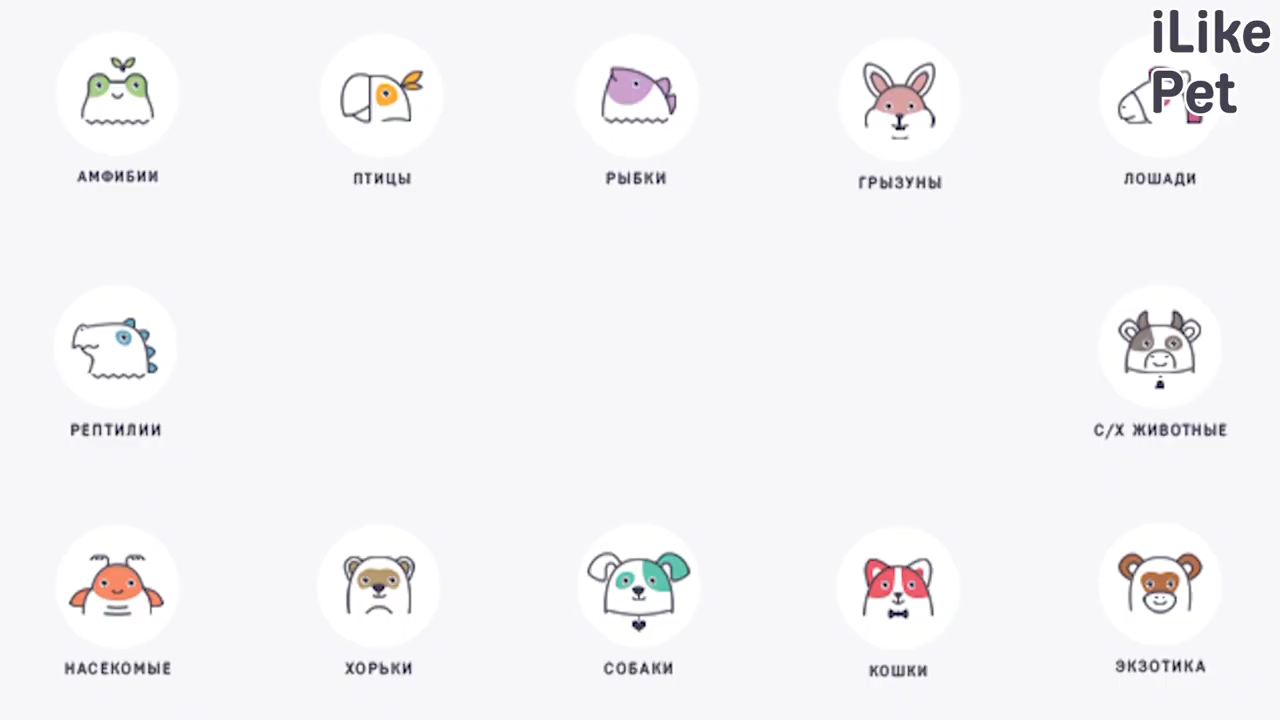 iLike
Pet
АМФИБИИ
ПТИЦЫ
РЫБКИ
ГРЫЗУНЫ
ЛОШАДИ
РЕПТИЛИИ
С/Х ЖИВОТНЫЕ
НАСЕКОМЫЕ
ХОРЬКИ
СОБАКИ
КОШКИ
ЭКЗОТИКА